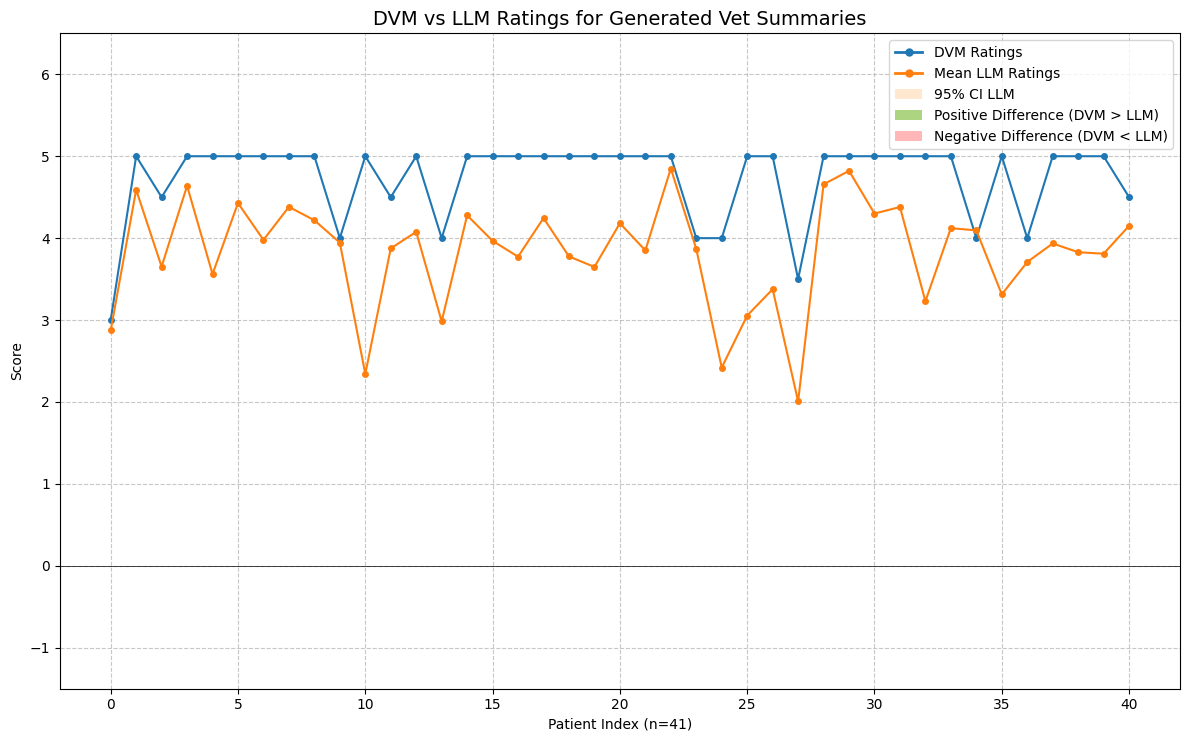 DVM vs LLM Ratings for Generated Vet Summaries
DVM Ratings
Mean LLM Ratings
95% CI LLM
Positive Difference (DVM > LLM)
Negative Difference (DVM < LLM)
Score
6
5
4
3
2
1
0
−1
0 5 10 15 20 25 30 35 40
Patient Index (n=41)